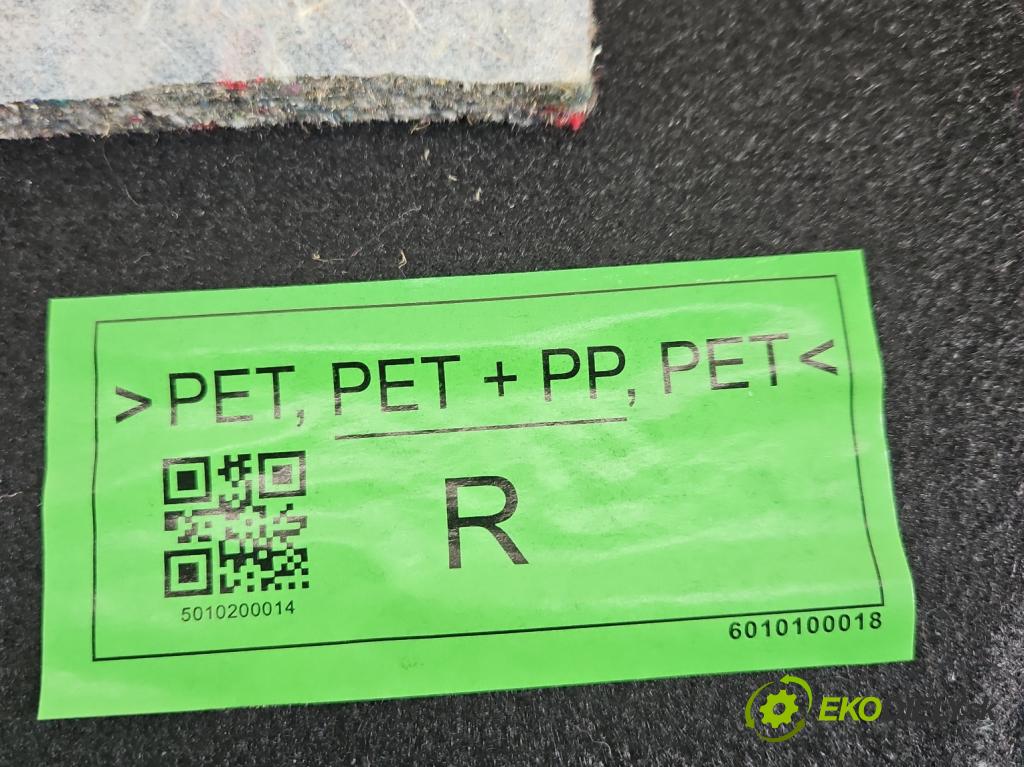 >PET, PET + PP, PET<
R
5010200014
6010100018
EKO